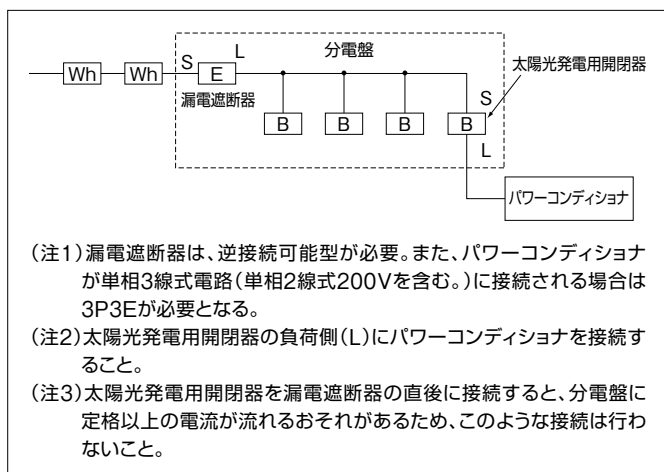 分電盤
太陽光発電用開閉器
S L
S
Wh Wh E
漏電遮断器
B B B B
L
パワーコンディショナ
(注1)漏電遮断器は、逆接続可能型が必要。また、パワーコンディショナ
が単相3線式電路(単相2線式200Vを含む。)に接続される場合は
3P3Eが必要となる。
(注2)太陽光発電用開閉器の負荷側(L)にパワーコンディショナを接続す
ること。
(注3)太陽光発電用開閉器を漏電遮断器の直後に接続すると、分電盤に
定格以上の電流が流れるおそれがあるため、このような接続は行わ
ないこと。